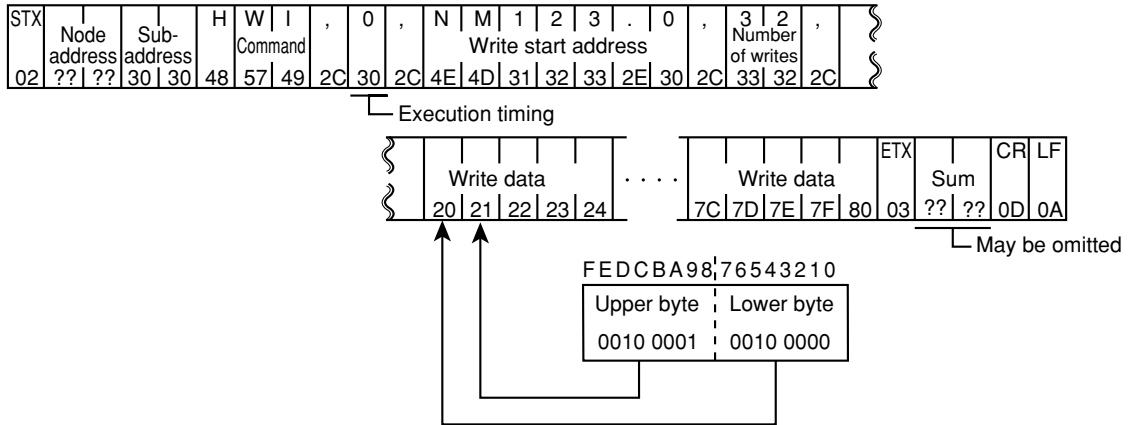 STX Node address Sub-address H W I , 0 , N M 1 2 3 . 0 , 3 2 ,
Command Write start address Number of writes
02 ?? ?? 30 30 48 57 49 2C 30 2C 4E 4D 31 32 33 2E 30 2C 33 32 2C
Execution timing
ETX CR LF
Write data . . . . Write data Sum
20 21 22 23 24 7C 7D 7E 7F 80 03 ?? ?? 0D 0A
May be omitted
FEDCBA98 76543210
Upper byte Lower byte
0010 0001 0010 0000